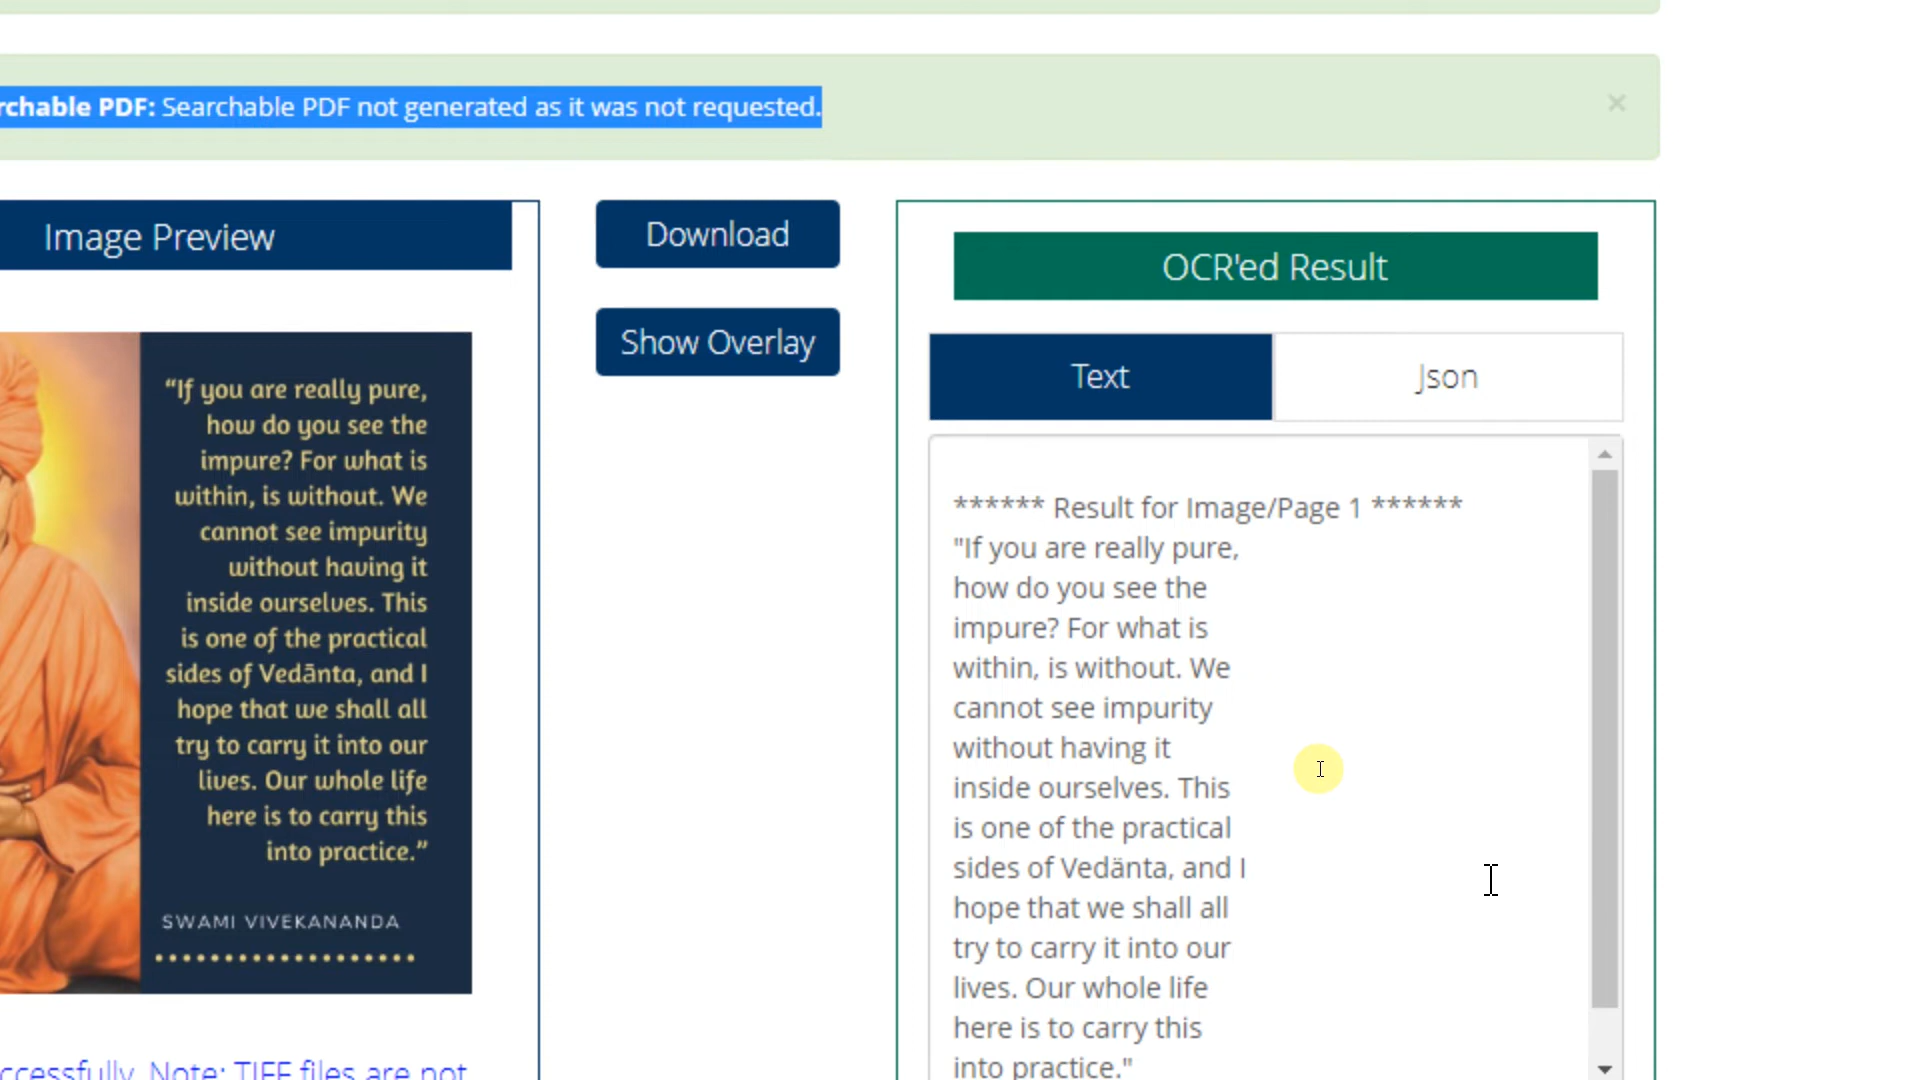 rchable PDF: Searchable PDF not generated as it was not requested.
×
Image Preview
“If you are really pure,
how do you see the
impure? For what is
within, is without. We
cannot see impurity
without having it
inside ourselves. This
is one of the practical
sides of Vedānta, and I
hope that we shall all
try to carry it into our
lives. Our whole life
here is to carry this
into practice.”
SWAMI VIVEKANANDA
ccessfully. Note: TIFF files are not
Download
Show Overlay
OCR'ed Result
Text
Json
****** Result for Image/Page 1 ******
"If you are really pure,
how do you see the
impure? For what is
within, is without. We
cannot see impurity
without having it
inside ourselves. This
is one of the practical
sides of Vedänta, and I
hope that we shall all
try to carry it into our
lives. Our whole life
here is to carry this
into practice."